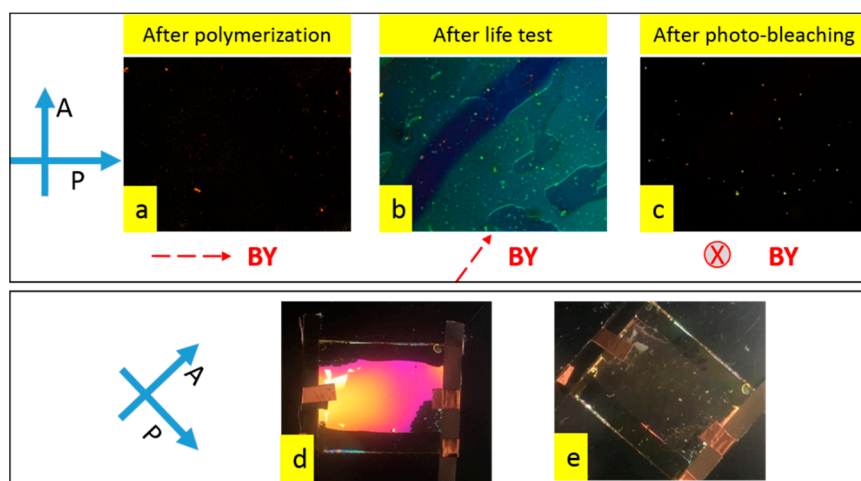 After polymerization
After life test
After photo-bleaching
A
P
a
b
c
BY
BY
X BY
A
P
d
e